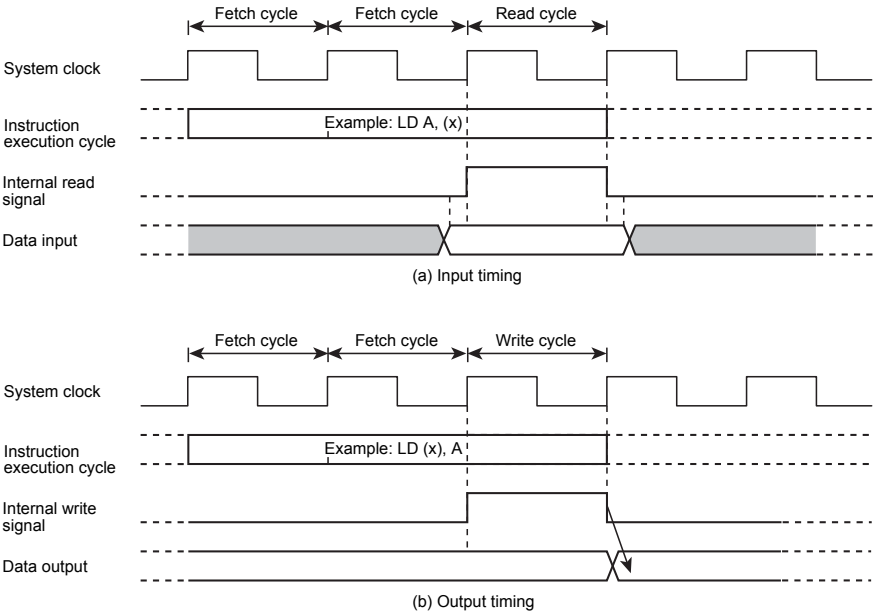 Fetch cycle Fetch cycle Read cycle
System clock
Instruction
execution cycle
Example: LD A, (x)
Internal read
signal
Data input
(a) Input timing
Fetch cycle Fetch cycle Write cycle
System clock
Instruction
execution cycle
Example: LD (x), A
Internal write
signal
Data output
(b) Output timing